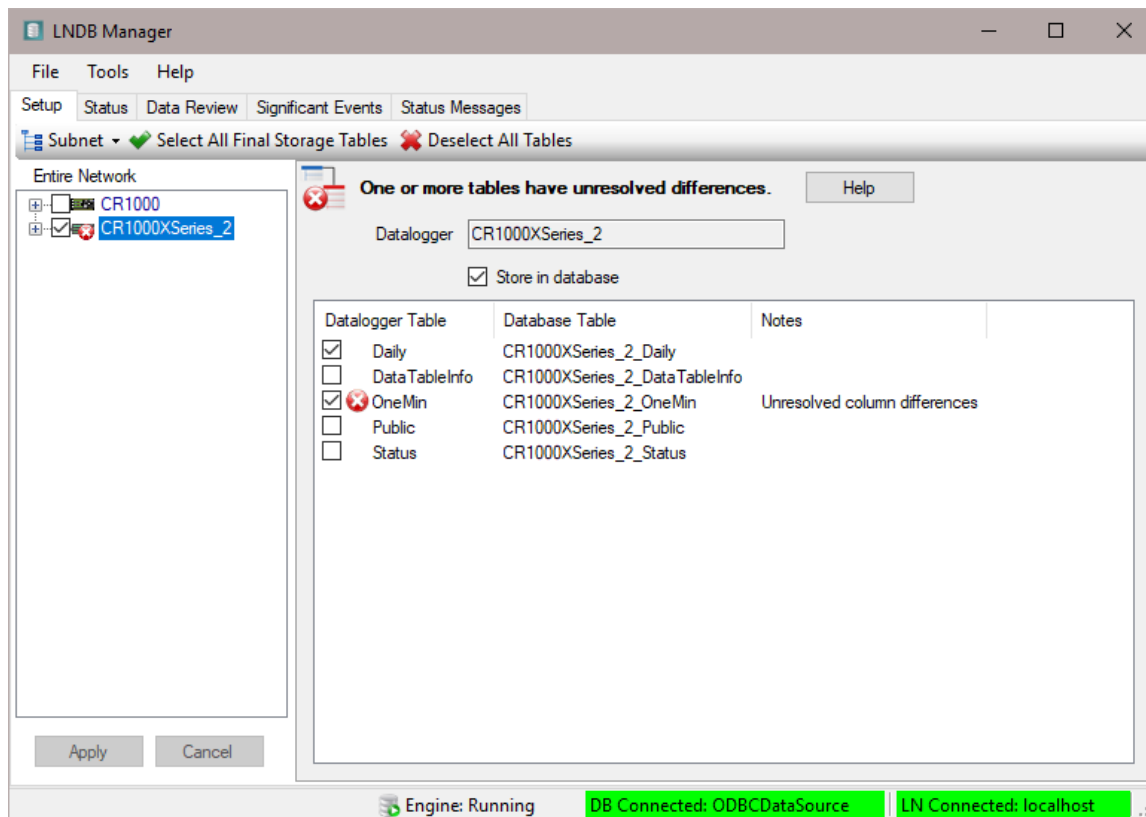 LNDB Manager
File Tools Help
Setup Status Data Review Significant Events Status Messages
Subnet Select All Final Storage Tables Deselect All Tables
Entire Network
CR1000
CR1000XSeries_2
One or more tables have unresolved differences. Help
Datalogger CR1000XSeries_2
Store in database
Datalogger Table Database Table Notes
Daily CR1000XSeries_2_Daily
DataTableInfo CR1000XSeries_2_DataTableInfo
OneMin CR1000XSeries_2_OneMin Unresolved column differences
Public CR1000XSeries_2_Public
Status CR1000XSeries_2_Status
Apply Cancel
Engine: Running DB Connected: ODBCDataSource LN Connected: localhost